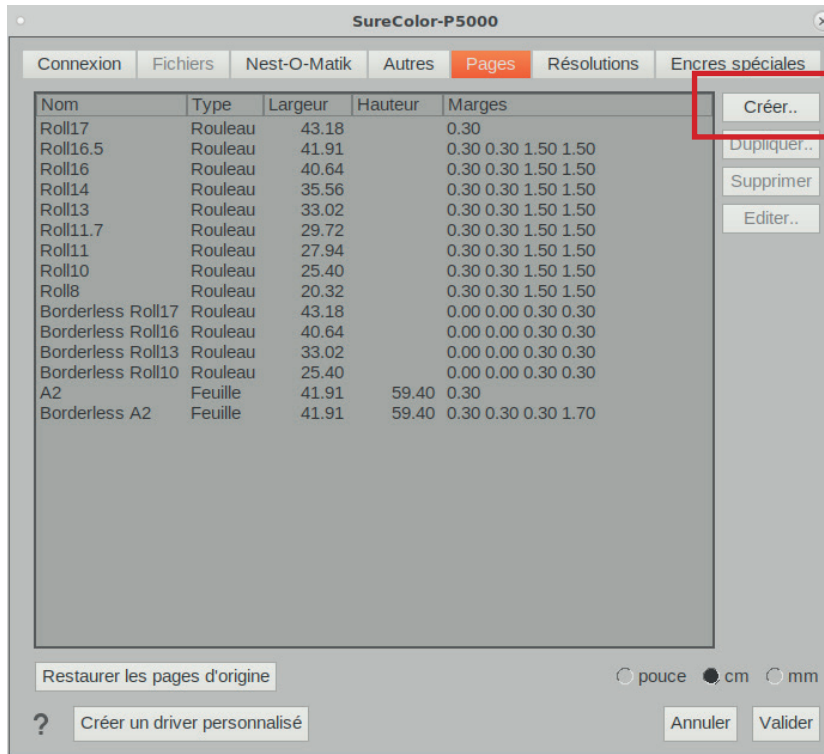 SureColor-P5000
Connexion Fichiers Nest-O-Matik Autres Pages Résolutions Encres spéciales
Nom Type Largeur Hauteur Marges
Roll17 Rouleau 43.18 0.30
Roll16.5 Rouleau 41.91 0.30 0.30 1.50 1.50
Roll16 Rouleau 40.64 0.30 0.30 1.50 1.50
Roll14 Rouleau 35.56 0.30 0.30 1.50 1.50
Roll13 Rouleau 33.02 0.30 0.30 1.50 1.50
Roll11.7 Rouleau 29.72 0.30 0.30 1.50 1.50
Roll11 Rouleau 27.94 0.30 0.30 1.50 1.50
Roll10 Rouleau 25.40 0.30 0.30 1.50 1.50
Roll8 Rouleau 20.32 0.30 0.30 1.50 1.50
Borderless Roll17 Rouleau 43.18 0.00 0.00 0.30 0.30
Borderless Roll16 Rouleau 40.64 0.00 0.00 0.30 0.30
Borderless Roll13 Rouleau 33.02 0.00 0.00 0.30 0.30
Borderless Roll10 Rouleau 25.40 0.00 0.00 0.30 0.30
A2 Feuille 41.91 59.40 0.30
Borderless A2 Feuille 41.91 59.40 0.30 0.30 0.30 1.70
Créer..
Dupliquer..
Supprimer
Editer..
Restaurer les pages d'origine pouce cm mm
? Créer un driver personnalisé Annuler Valider